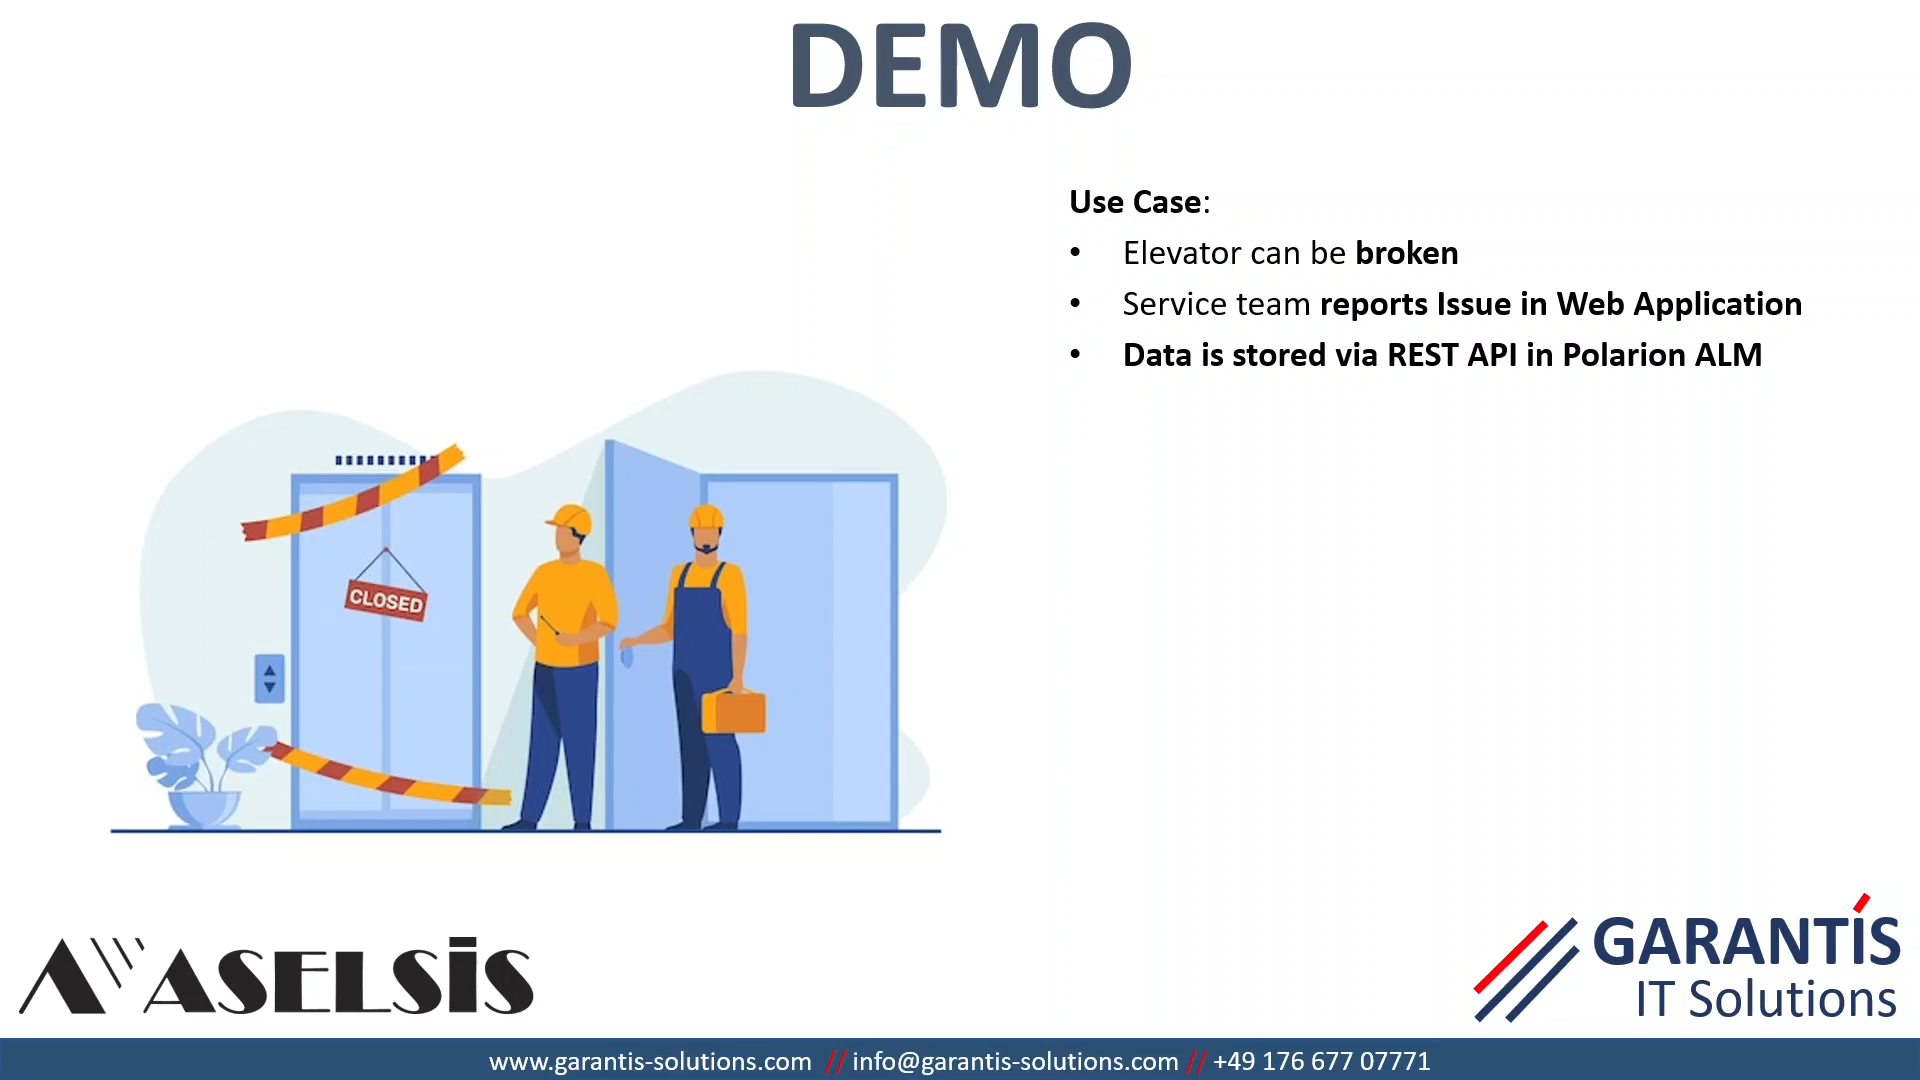 DEMO
Use Case:
• Elevator can be broken
• Service team reports Issue in Web Application
• Data is stored via REST API in Polarion ALM
CLOSED
ASELSiS
GARANTİS
IT Solutions
www.garantis-solutions.com // info@garantis-solutions.com // +49 176 677 07771